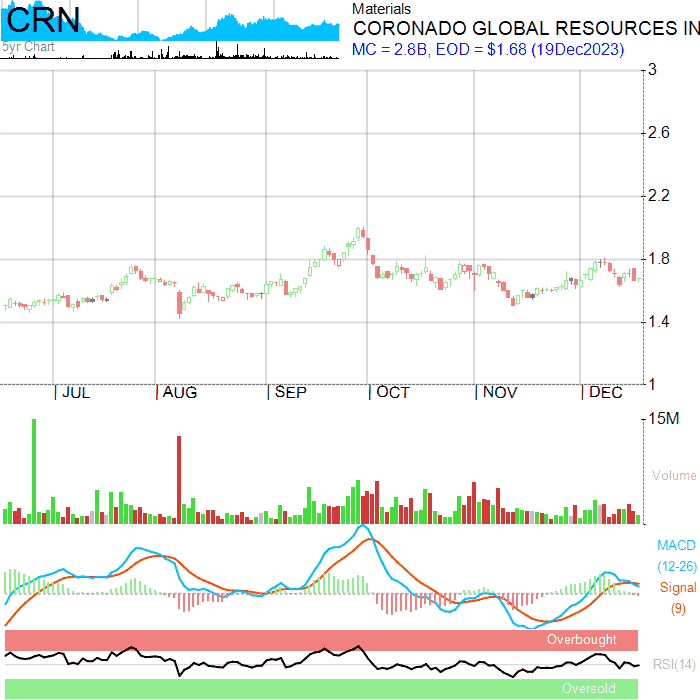 CRN
5yr Chart
Materials
CORONADO GLOBAL RESOURCES IN
MC = 2.8B, EOD = $1.68 (19Dec2023)
3
2.6
2.2
1.8
1.4
1
JUL AUG SEP OCT NOV DEC
15M
Volume
MACD
(12-26)
Signal
(9)
Overbought
RSI(14)
Oversold